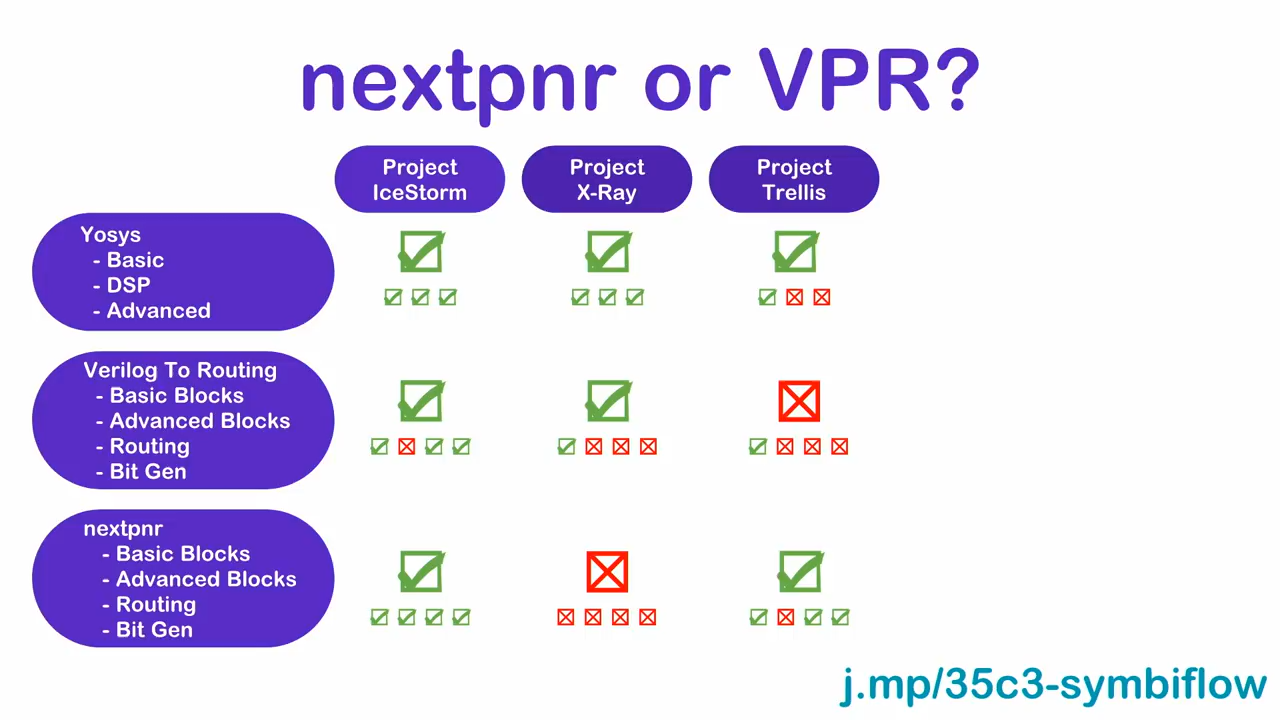 nextpnr or VPR?
Project
IceStorm
Project
X-Ray
Project
Trellis
Yosys
- Basic
- DSP
- Advanced
Verilog To Routing
- Basic Blocks
- Advanced Blocks
- Routing
- Bit Gen
nextpnr
- Basic Blocks
- Advanced Blocks
- Routing
- Bit Gen
j.mp/35c3-symbiflow